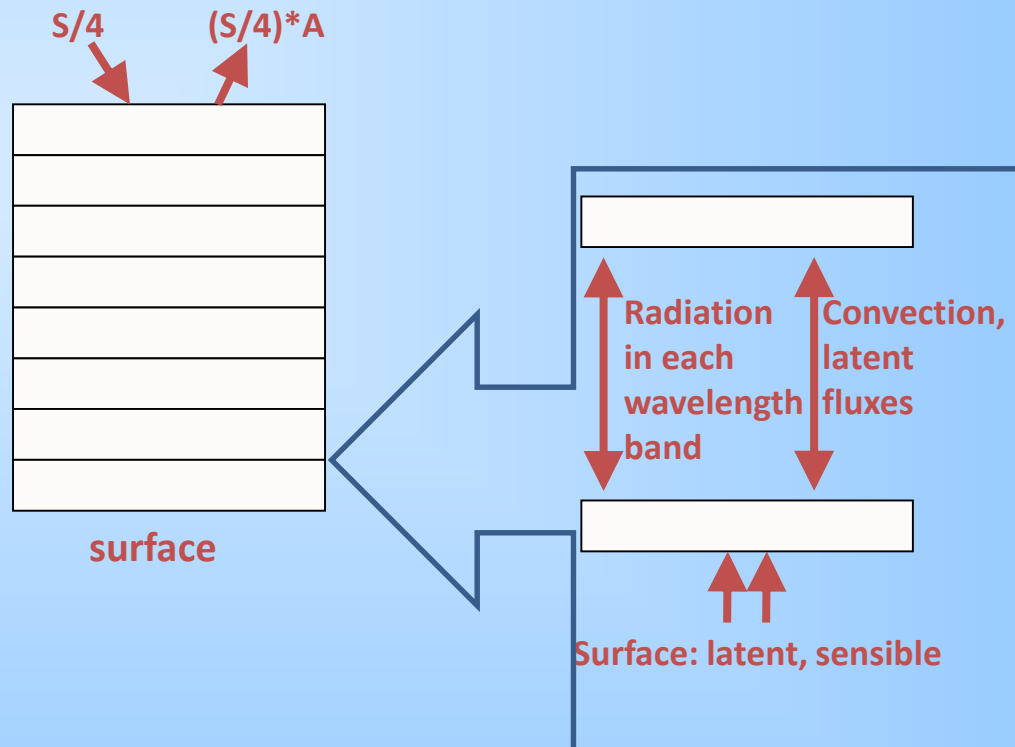 S/4
(S/4)*A
surface
Radiation
in each
wavelength
band
Convection,
latent
fluxes
Surface: latent, sensible